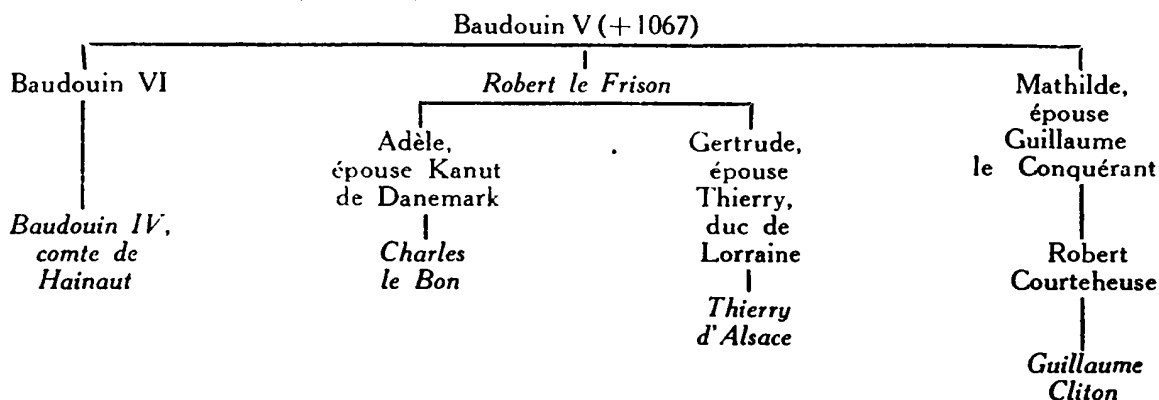 Baudouin V (+1067)
Baudouin VI
Robert le Frison
Mathilde,
épouse
Guillaume
le Conquérant
Adèle,
épouse Kanut
de Danemark
Gertrude,
épouse
Thierry,
duc de
Lorraine
Baudouin IV,
comte de
Hainaut
Charles
le Bon
Robert
Courteheuse
Thierry
d'Alsace
Guillaume
Cliton